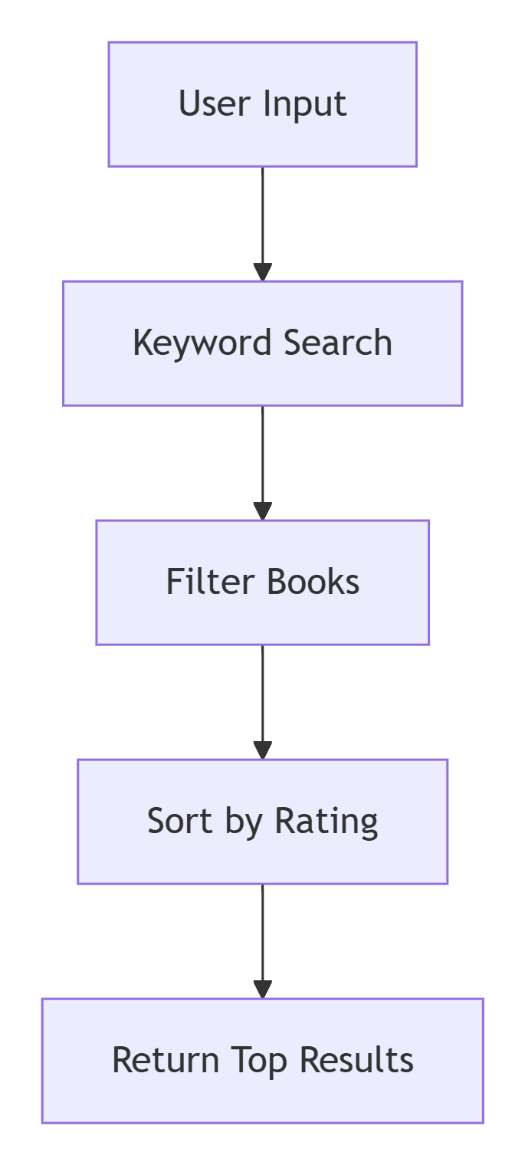 User Input
Keyword Search
Filter Books
Sort by Rating
Return Top Results